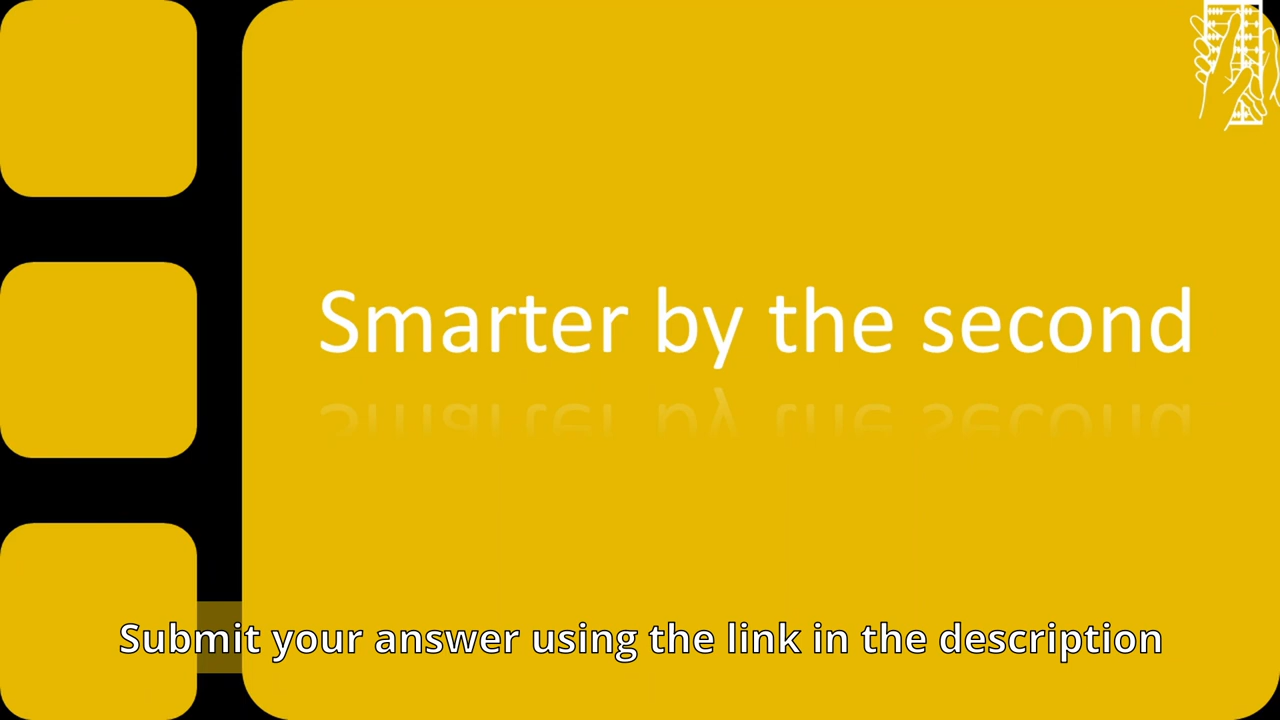 Smarter by the second
Submit your answer using the link in the description